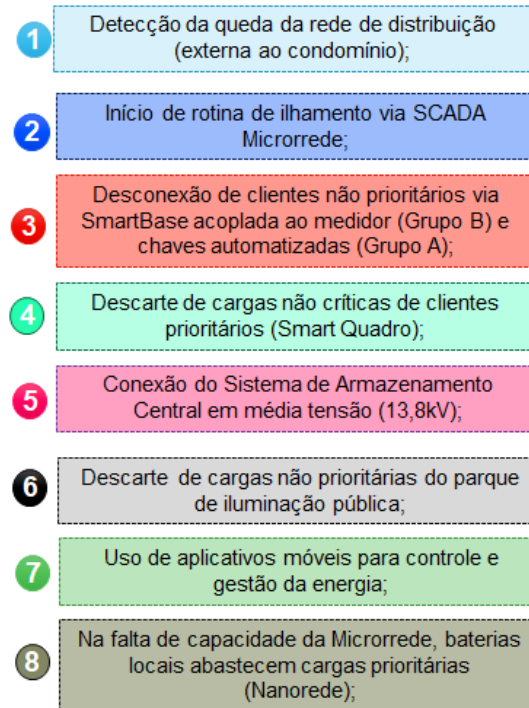 1
Detecção da queda da rede de distribuição
(externa ao condomínio);
2
Início de rotina de ilhamento via SCADA
Microrrede;
3
Desconexão de clientes não prioritários via
SmartBase acoplada ao medidor (Grupo B) e
chaves automatizadas (Grupo A);
4
Descarte de cargas não críticas de clientes
prioritários (Smart Quadro);
5
Conexão do Sistema de Armazenamento
Central em média tensão (13,8kV);
6
Descarte de cargas não prioritárias do parque
de iluminação pública;
7
Uso de aplicativos móveis para controle e
gestão da energia;
8
Na falta de capacidade da Microrrede, baterias
locais abastecem cargas prioritárias
(Nanorede);